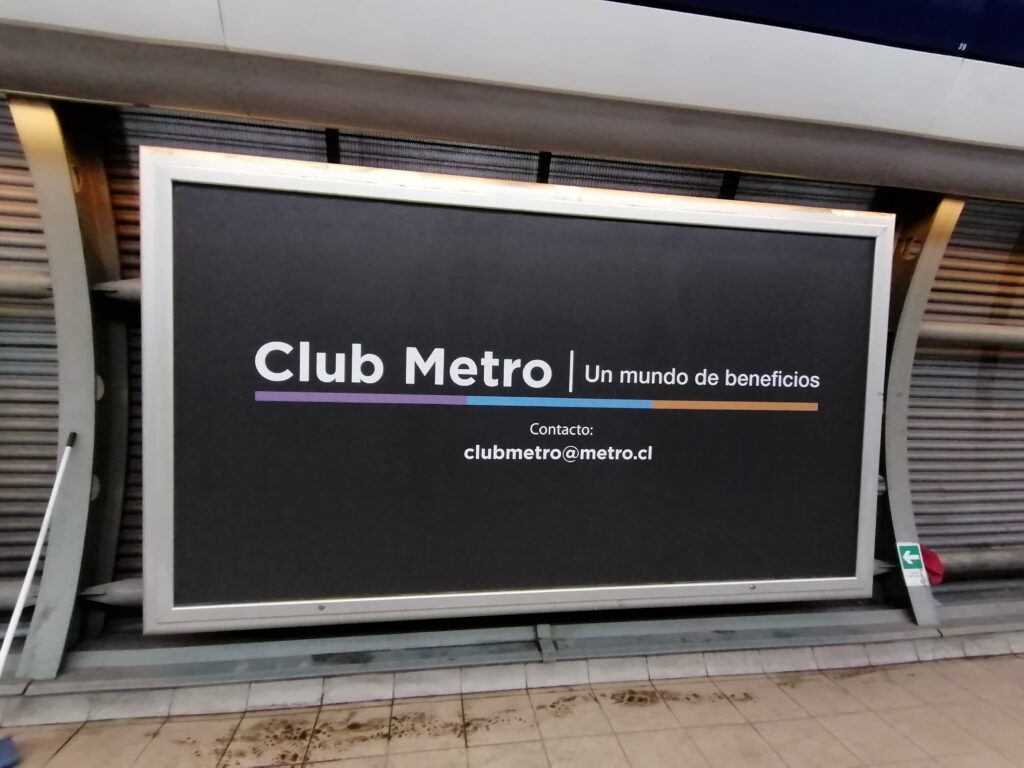 Club Metro | Un mundo de beneficios
Contacto:
clubmetro@metro.cl